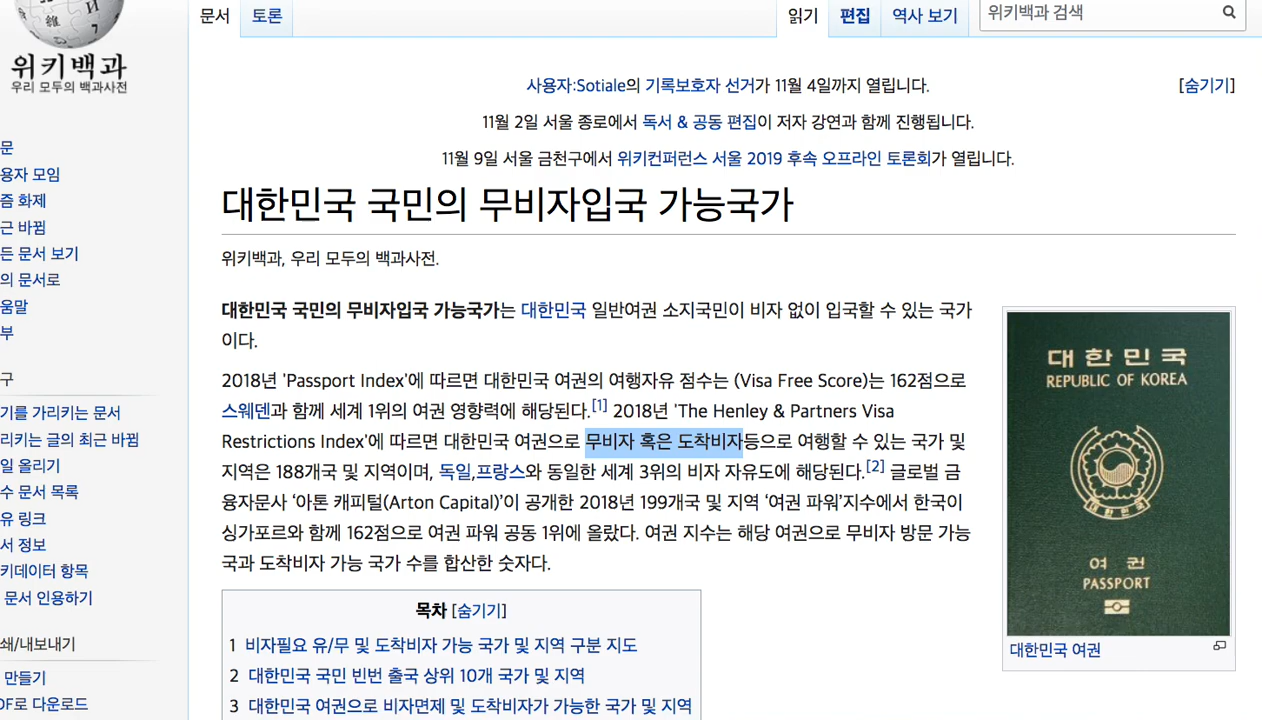 위키백과
우리 모두의 백과사전
문서
토론
읽기
편집
역사 보기
위키백과 검색
사용자:Sotiale의 기록보호자 선거가 11월 4일까지 열립니다.
[숨기기]
11월 2일 서울 종로에서 독서 & 공동 편집이 저자 강연과 함께 진행됩니다.
11월 9일 서울 금천구에서 위키컨퍼런스 서울 2019 후속 오프라인 토론회가 열립니다.
문
용자 모임
즘 화제
근 바뀜
든 문서 보기
의 문서로
움말
부
구
기를 가리키는 문서
리키는 글의 최근 바뀜
일 올리기
수 문서 목록
유 링크
서 정보
키데이터 항목
문서 인용하기
쇄/내보내기
만들기
DF로 다운로드
대한민국 국민의 무비자입국 가능국가
위키백과, 우리 모두의 백과사전.
대한민국 국민의 무비자입국 가능국가는 대한민국 일반여권 소지국민이 비자 없이 입국할 수 있는 국가
이다.
2018년 'Passport Index'에 따르면 대한민국 여권의 여행자유 점수는 (Visa Free Score)는 162점으로
스웨덴과 함께 세계 1위의 여권 영향력에 해당된다.[1] 2018년 'The Henley & Partners Visa
Restrictions Index'에 따르면 대한민국 여권으로 무비자 혹은 도착비자등으로 여행할 수 있는 국가 및
지역은 188개국 및 지역이며, 독일,프랑스와 동일한 세계 3위의 비자 자유도에 해당된다.[2] 글로벌 금
융자문사 ‘아톤 캐피털(Arton Capital)’이 공개한 2018년 199개국 및 지역 ‘여권 파워’지수에서 한국이
싱가포르와 함께 162점으로 여권 파워 공동 1위에 올랐다. 여권 지수는 해당 여권으로 무비자 방문 가능
국과 도착비자 가능 국가 수를 합산한 숫자다.
목차 [숨기기]
1 비자필요 유/무 및 도착비자 가능 국가 및 지역 구분 지도
2 대한민국 국민 빈번 출국 상위 10개 국가 및 지역
3 대한민국 여권으로 비자면제 및 도착비자가 가능한 국가 및 지역
대한민국
REPUBLIC OF KOREA
대한민국
여권
PASSPORT
대한민국 여권